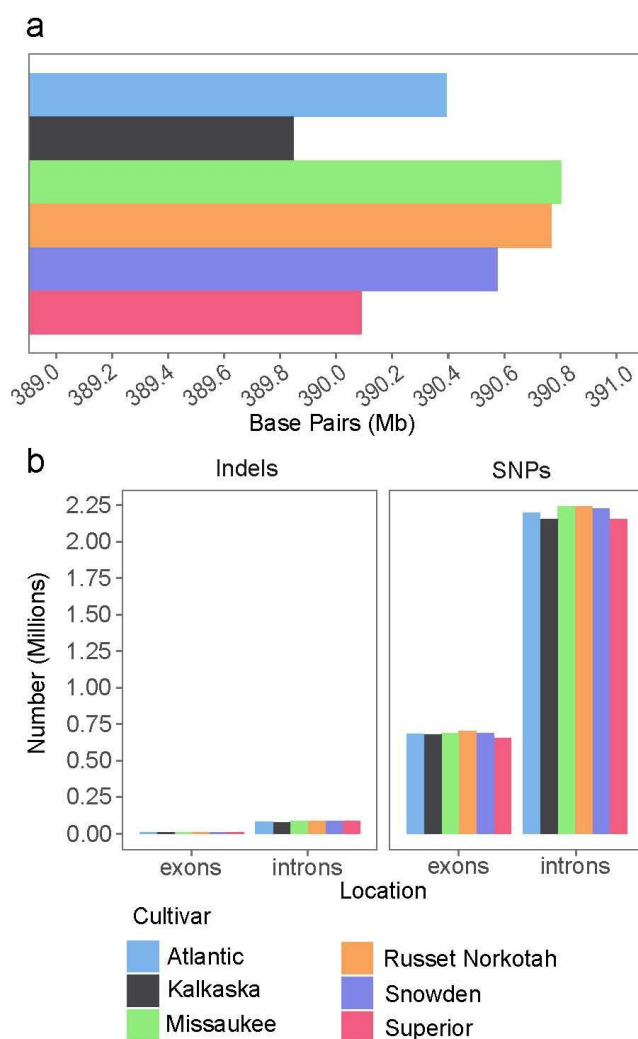 a
389.0 389.2 389.4 389.6 389.8 390.0 390.2 390.4 390.6 390.8 391.0
Base Pairs (Mb)
b
Indels SNPs
Number (Millions)
2.25
2.00
1.75
1.50
1.25
1.00
0.75
0.50
0.25
0.00
exons introns exons introns
Location
Cultivar
Atlantic Russet Norkotah
Kalkaska Snowden
Missaukee Superior